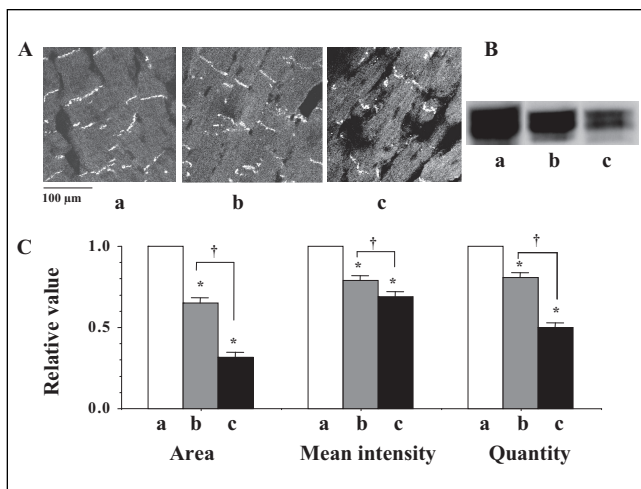 A
B
a b c
100 µm
a b c
C
Relative value
1.0
0.5
0.0
† † †
* * * * * *
a b c a b c a b c
Area Mean intensity Quantity